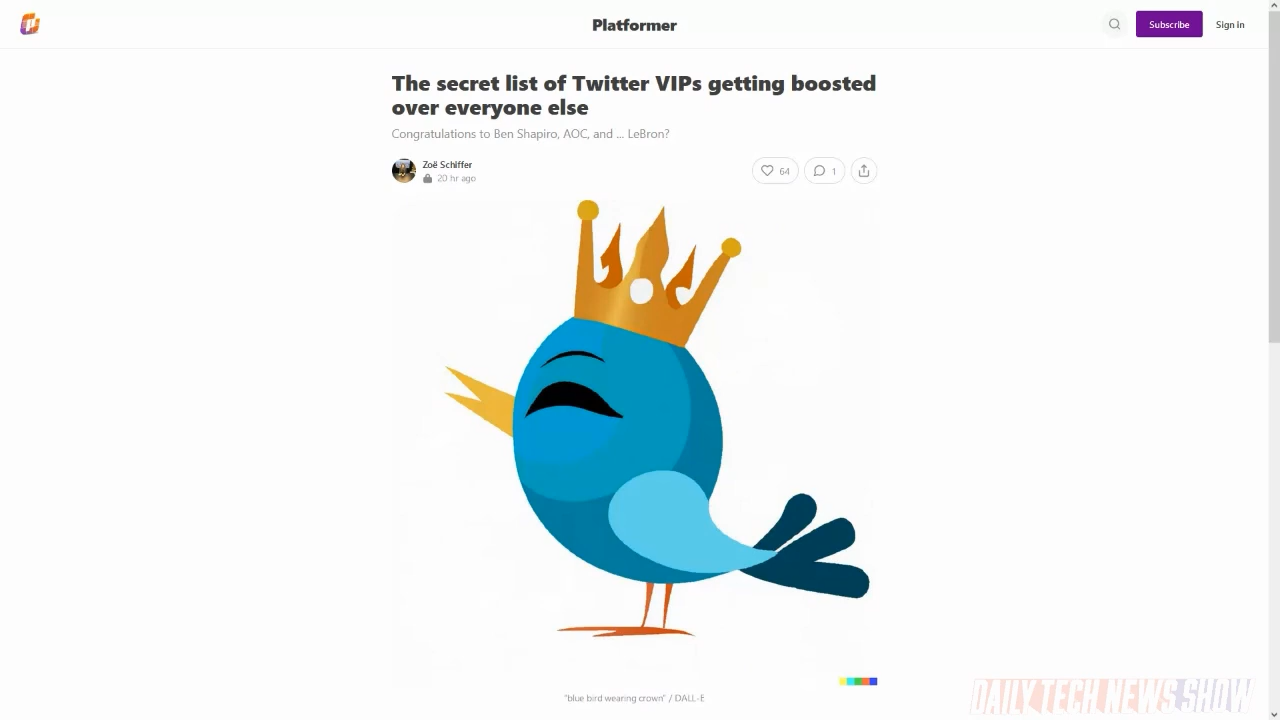 Platformer
Subscribe
Sign in
The secret list of Twitter VIPs getting boosted
over everyone else
Congratulations to Ben Shapiro, AOC, and ... LeBron?
Zoë Schiffer
20 hr ago
64
1
"blue bird wearing crown" / DALL-E
DAILY TECH NEWS SHOW